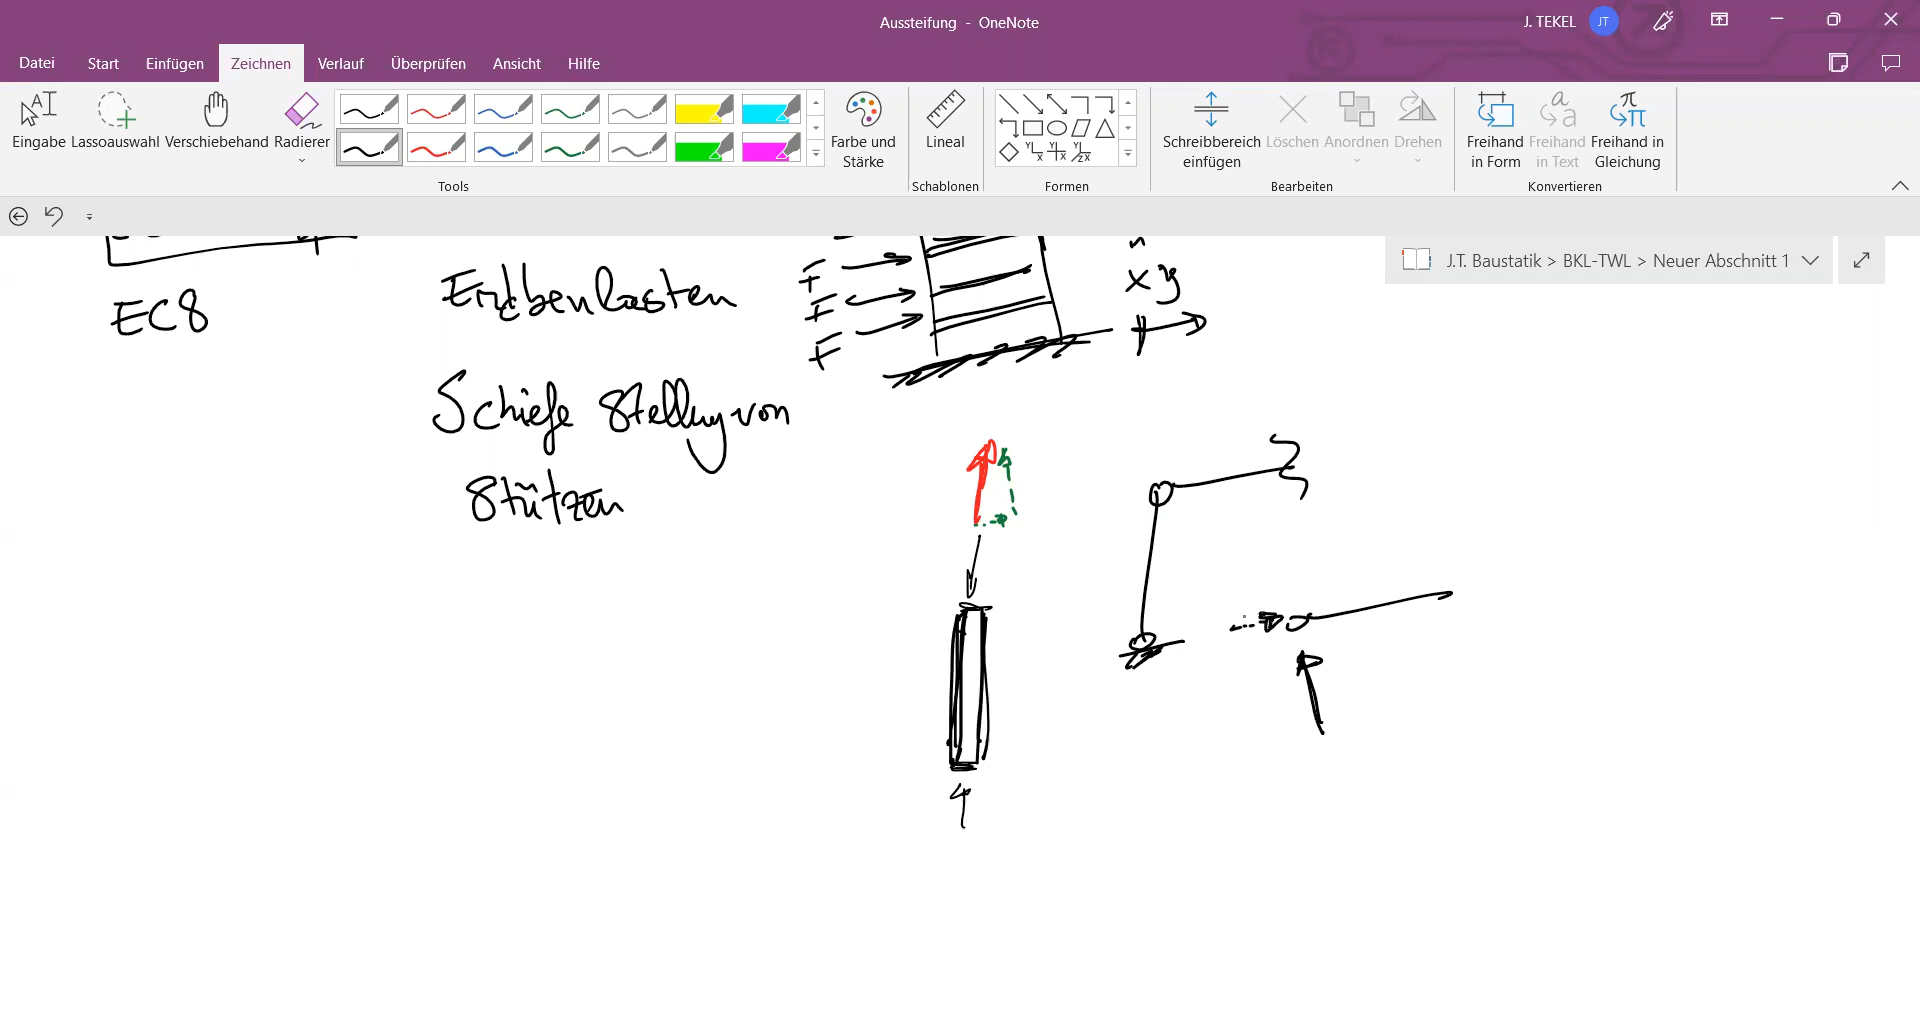 Aussteifung - OneNote
J. TEKEL
JT
Datei
Start
Einfügen
Zeichnen
Verlauf
Überprüfen
Ansicht
Hilfe
Eingabe
Lassoauswahl
Verschiebehand
Radierer
Farbe und
Stärke
Lineal
Schreibbereich
einfügen
Löschen
Anordnen
Drehen
Freihand
in Form
Freihand
in Text
Freihand in
Gleichung
Tools
Schablonen
Formen
Bearbeiten
Konvertieren
J.T. Baustatik > BKL-TWL > Neuer Abschnitt 1
EC8
Erdbenlasten
F
F
F
x y
Schiefe Stellung von
Stützen